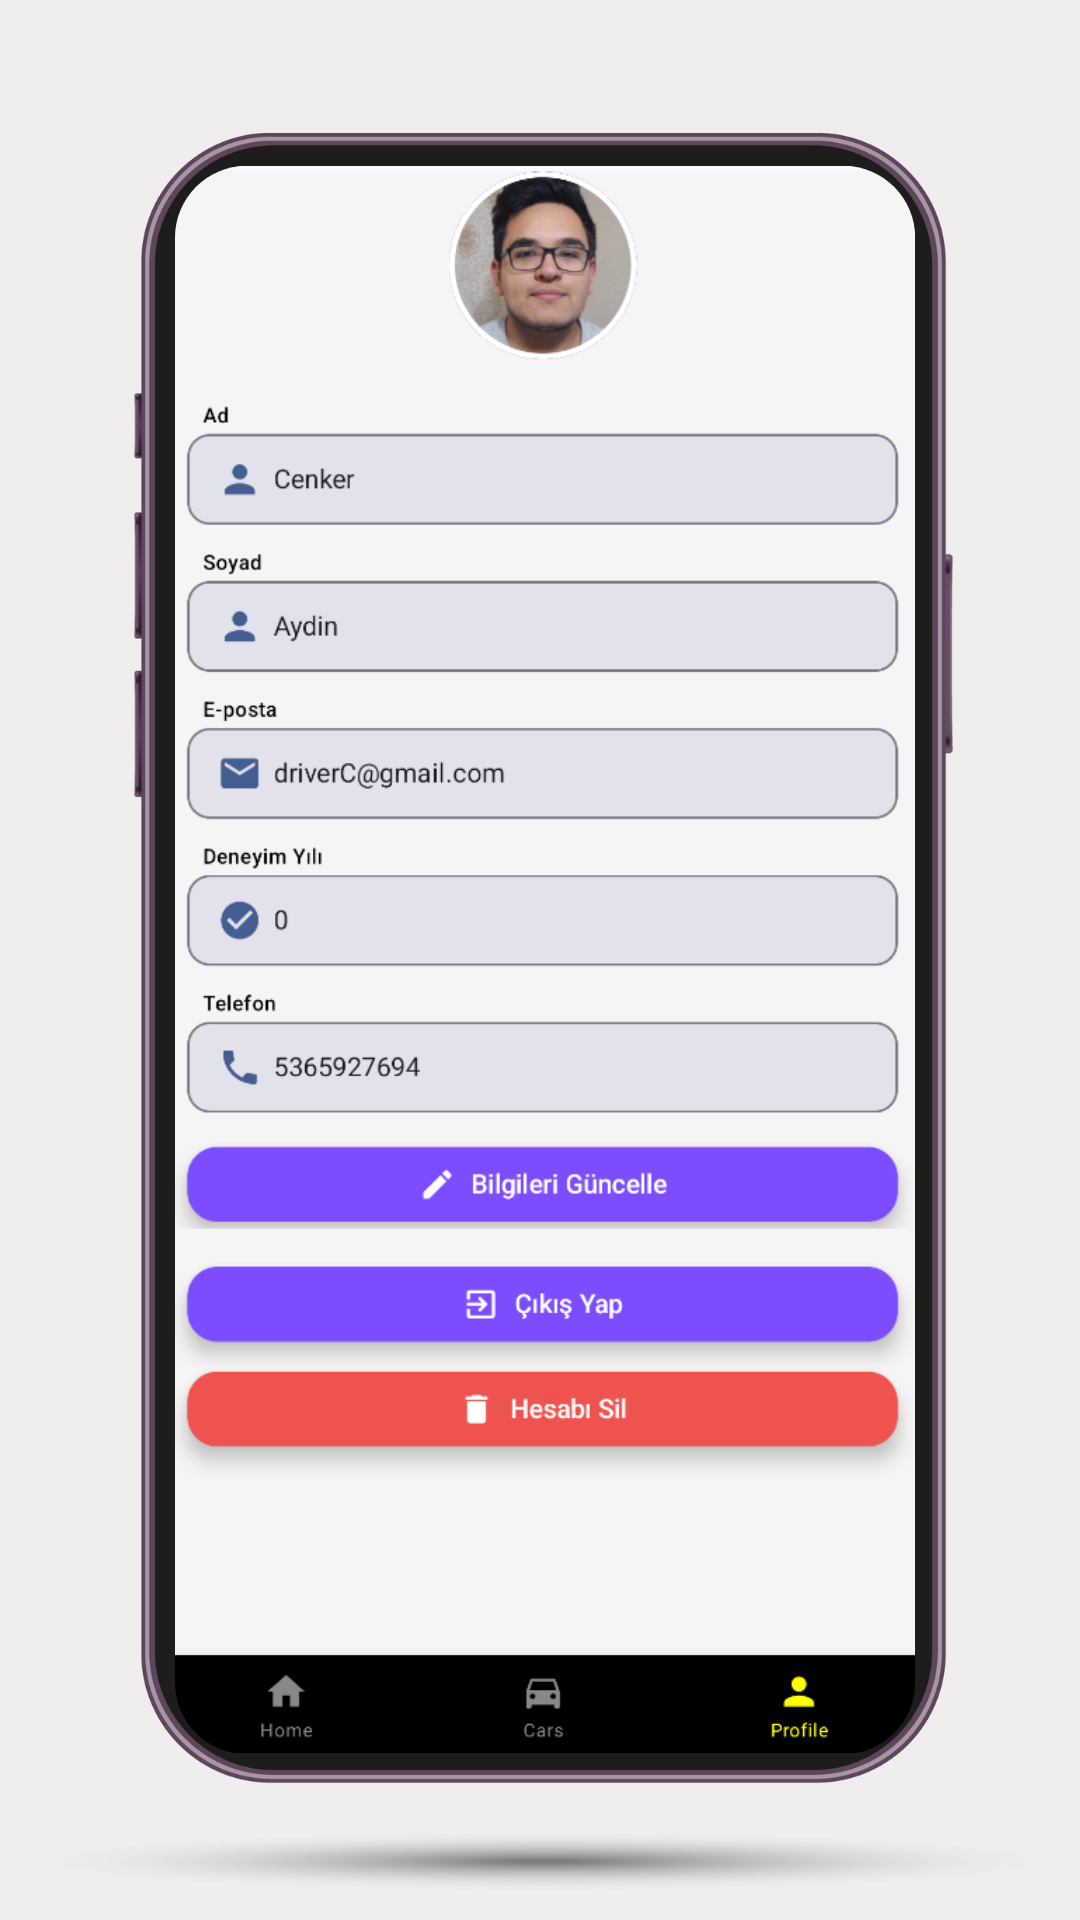 Ad
Cenker
Soyad
Aydin
E-posta
driverC@gmail.com
Deneyim Yılı
0
Telefon
5365927694
Bilgileri Güncelle
Çıkış Yap
Hesabı Sil
Home
Cars
Profile